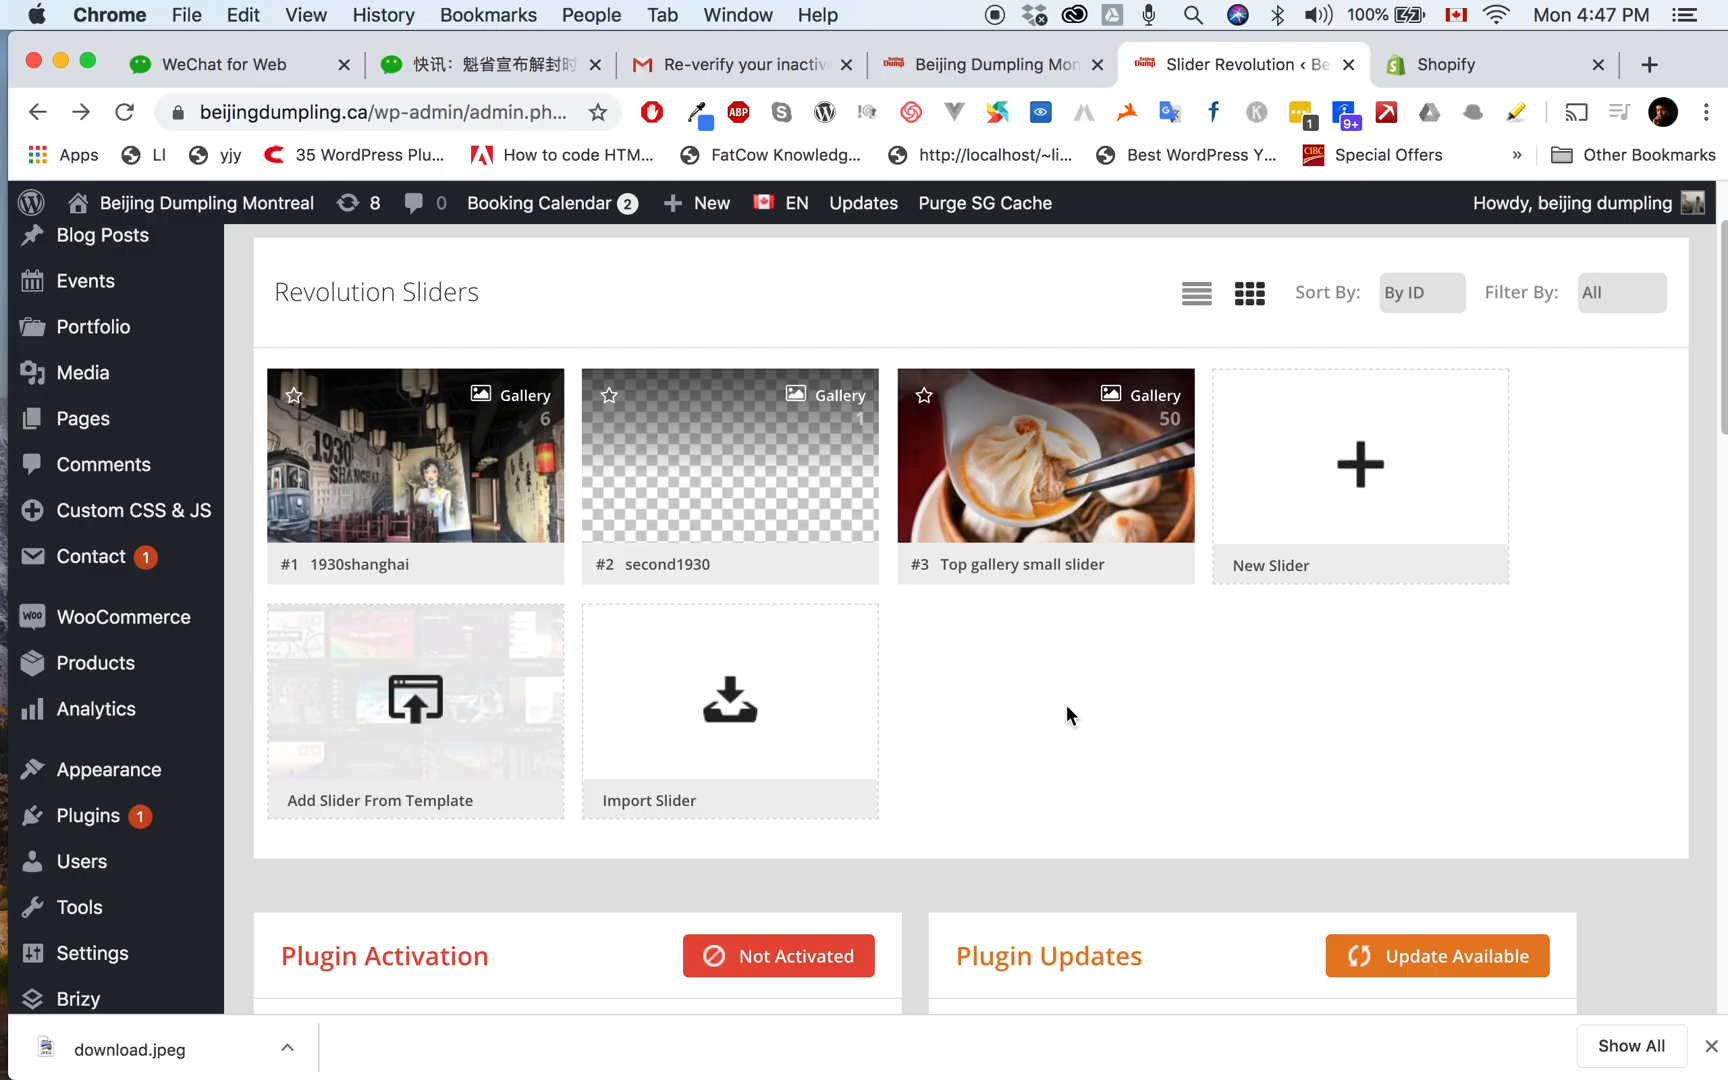 Chrome File Edit View History Bookmarks People Tab Window Help 100% Mon 4:47 PM
WeChat for Web 快讯：魁省宣布解封时 Re-verify your inactiv Beijing Dumpling Mon Slider Revolution ‹ Be Shopify
beijingdumpling.ca/wp-admin/admin.ph... ABP 1 9+
Apps LI yjy 35 WordPress Plu... How to code HTM... FatCow Knowledg... http://localhost/~li... Best WordPress Y... CIBC Special Offers » Other Bookmarks
Beijing Dumpling Montreal 8 0 Booking Calendar 2 New EN Updates Purge SG Cache Howdy, beijing dumpling
Blog Posts
Events
Portfolio
Media
Pages
Comments
Custom CSS & JS
Contact 1
WooCommerce
Products
Analytics
Appearance
Plugins 1
Users
Tools
Settings
Brizy
Revolution Sliders Sort By: By ID Filter By: All
Gallery
6
1930
SHANGHAI
#1 1930shanghai
Gallery
1
#2 second1930
Gallery
50
#3 Top gallery small slider
New Slider
Add Slider From Template
Import Slider
Plugin Activation Not Activated
Plugin Updates Update Available
download.jpeg Show All